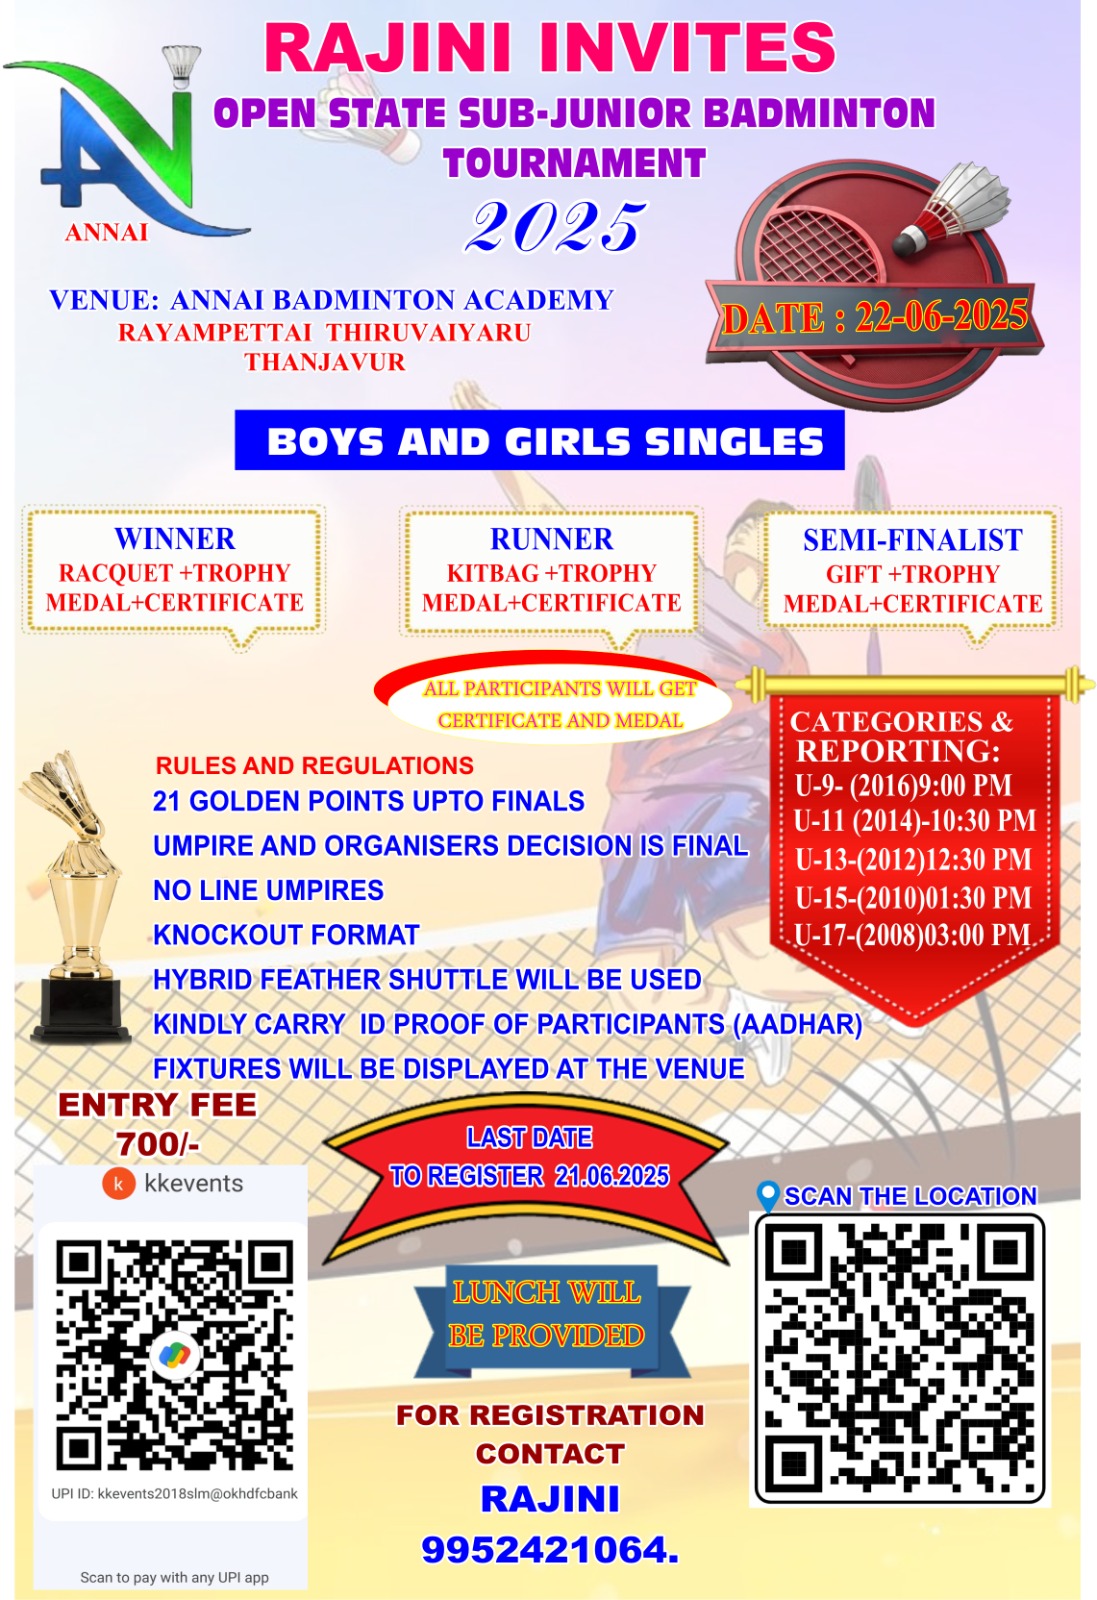 RAJINI INVITES
OPEN STATE SUB-JUNIOR BADMINTON
TOURNAMENT
2025
ANNAI
VENUE: ANNAI BADMINTON ACADEMY
RAYAMPETTAI THIRUVAIYARU
THANJAVUR
DATE : 22-06-2025
BOYS AND GIRLS SINGLES
WINNER
RACQUET +TROPHY
MEDAL+CERTIFICATE
RUNNER
KITBAG +TROPHY
MEDAL+CERTIFICATE
SEMI-FINALIST
GIFT +TROPHY
MEDAL+CERTIFICATE
ALL PARTICIPANTS WILL GET
CERTIFICATE AND MEDAL
CATEGORIES &
REPORTING:
U-9- (2016)9:00 PM
U-11 (2014)-10:30 PM
U-13-(2012)12:30 PM
U-15-(2010)01:30 PM
U-17-(2008)03:00 PM
RULES AND REGULATIONS
21 GOLDEN POINTS UPTO FINALS
UMPIRE AND ORGANISERS DECISION IS FINAL
NO LINE UMPIRES
KNOCKOUT FORMAT
HYBRID FEATHER SHUTTLE WILL BE USED
KINDLY CARRY ID PROOF OF PARTICIPANTS (AADHAR)
FIXTURES WILL BE DISPLAYED AT THE VENUE
ENTRY FEE
700/-
k kkevents
UPI ID: kkevents2018slm@okhdfcbank
Scan to pay with any UPI app
LAST DATE
TO REGISTER 21.06.2025
LUNCH WILL
BE PROVIDED
FOR REGISTRATION
CONTACT
RAJINI
9952421064.
SCAN THE LOCATION